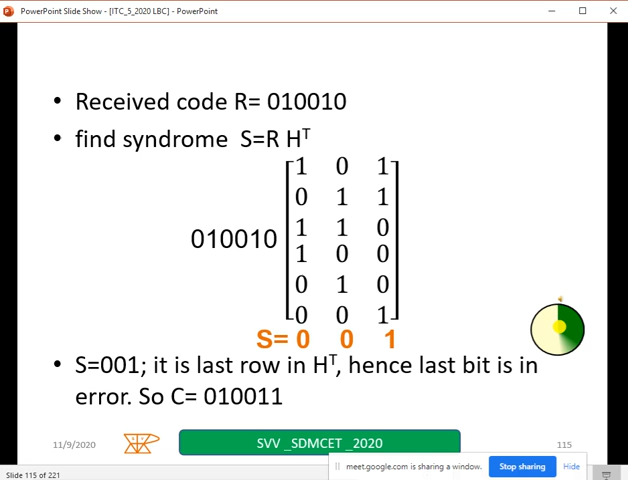 PowerPoint Slide Show - [ITC_5_2020 LBC] - PowerPoint
• Received code R= 010010
• find syndrome S=R Hᵀ
1 0 1
0 1 1
1 1 0
010010
1 0 0
0 1 0
0 0 1
S= 0 0 1
• S=001; it is last row in Hᵀ, hence last bit is in
error. So C= 010011
11/9/2020
SVV _SDMCET _2020
115
meet.google.com is sharing a window.
Stop sharing
Hide
Slide 115 of 221